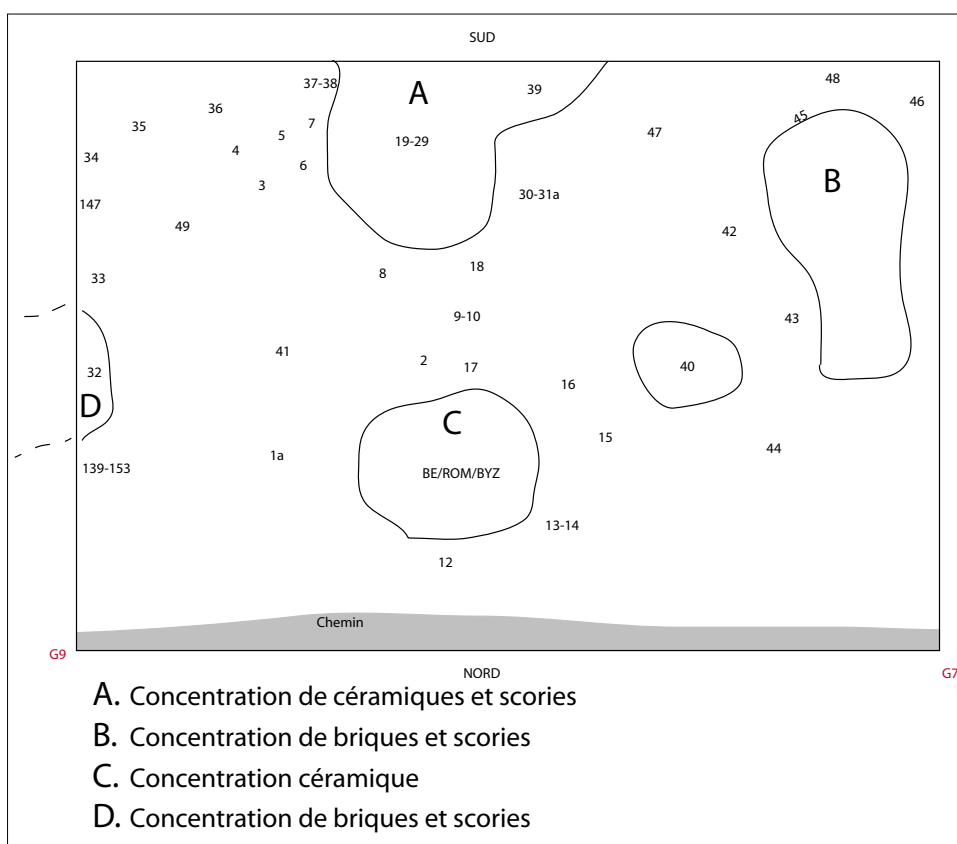 SUD
48
37-38
A
39
46
36
45
7
35
5
47
19-29
4
34
6
3
B
30-31a
147
49
42
18
8
33
9-10
43
41
2
17
40
32
16
D
C
15
44
1a
139-153
BE/ROM/BYZ
13-14
12
Chemin
G9
NORD
G7
A. Concentration de céramiques et scories
B. Concentration de briques et scories
C. Concentration céramique
D. Concentration de briques et scories